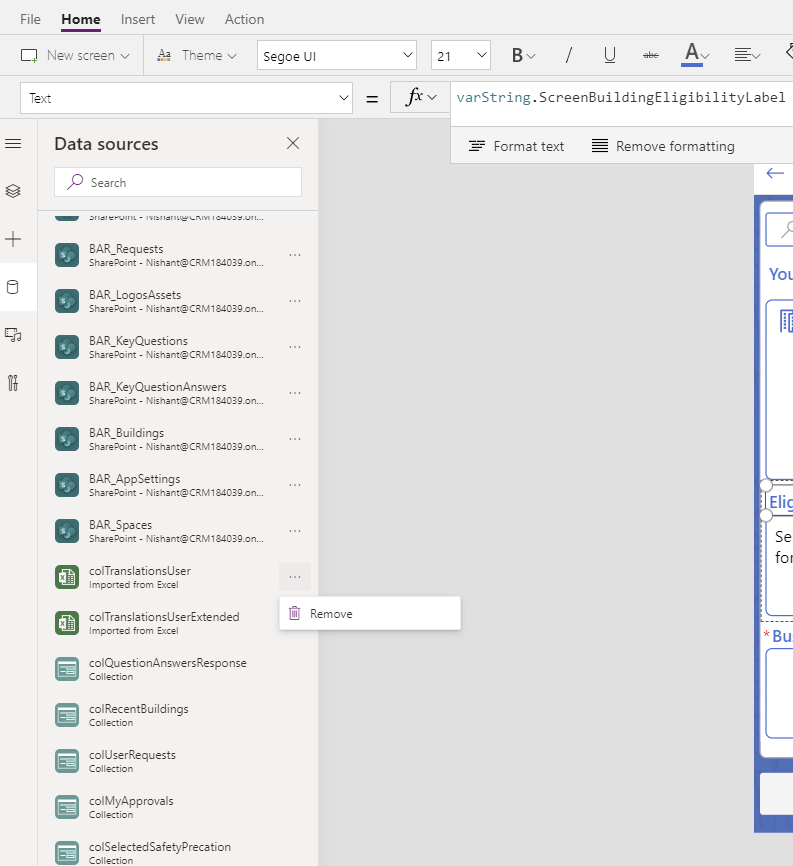 File Home Insert View Action
New screen Theme Segoe UI 21 B / U abc A
Text = fx varString.ScreenBuildingEligibilityLabel
Format text Remove formatting
Data sources
Search
SharePoint - Nishant@CRM184039.on...
BAR_Requests
SharePoint - Nishant@CRM184039.on...
BAR_LogosAssets
SharePoint - Nishant@CRM184039.on...
BAR_KeyQuestions
SharePoint - Nishant@CRM184039.on...
BAR_KeyQuestionAnswers
SharePoint - Nishant@CRM184039.on...
BAR_Buildings
SharePoint - Nishant@CRM184039.on...
BAR_AppSettings
SharePoint - Nishant@CRM184039.on...
BAR_Spaces
SharePoint - Nishant@CRM184039.on...
colTranslationsUser
Imported from Excel
Remove
colTranslationsUserExtended
Imported from Excel
colQuestionAnswersResponse
Collection
colRecentBuildings
Collection
colUserRequests
Collection
colMyApprovals
Collection
colSelectedSafetyPrecation
Collection
You
Elig
Se
for
*Bu